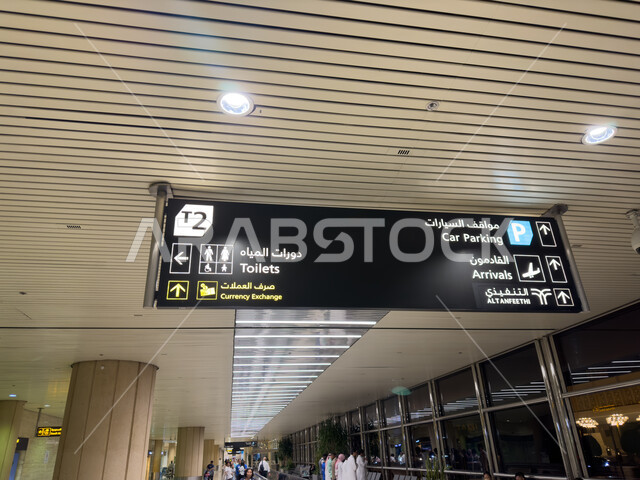 T2
دورات المياه
Toilets
صرف العملات
Currency Exchange
مواقف السيارات
Car Parking
P
القادمون
Arrivals
التنفيذي
ALTANFEETHI
ARABSTOCK